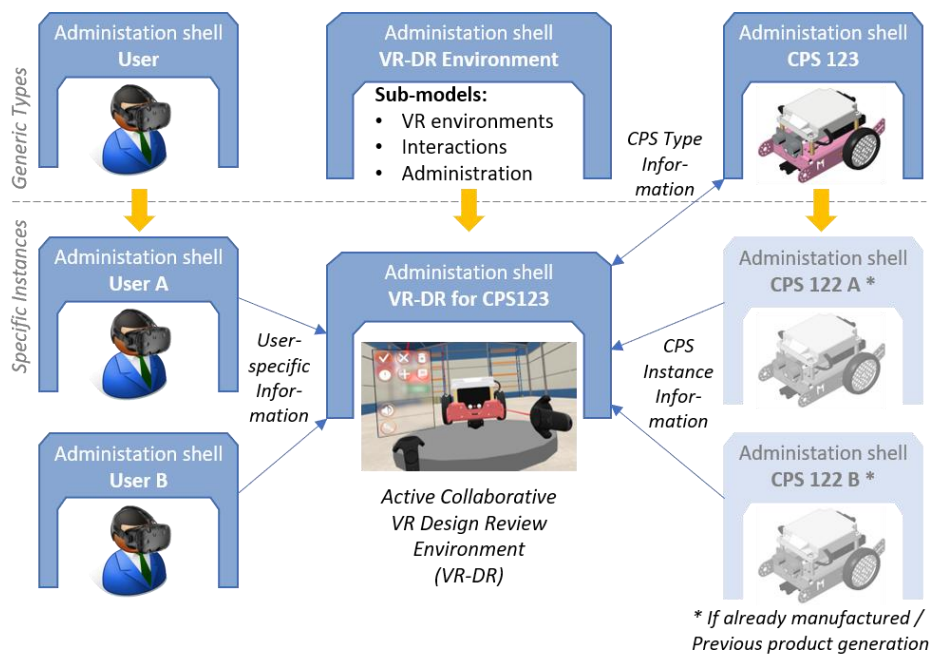 Generic Types
Administation shell
User
Administation shell
VR-DR Environment
Sub-models:
• VR environments
• Interactions
• Administration
Administation shell
CPS 123
CPS Type
Infor-
mation
Specific Instances
Administation shell
User A
Administation shell
User B
User-
specific
Infor-
mation
Administation shell
VR-DR for CPS123
Active Collaborative
VR Design Review
Environment
(VR-DR)
CPS
Instance
Infor-
mation
Administation shell
CPS 122 A *
Administation shell
CPS 122 B *
* If already manufactured /
Previous product generation